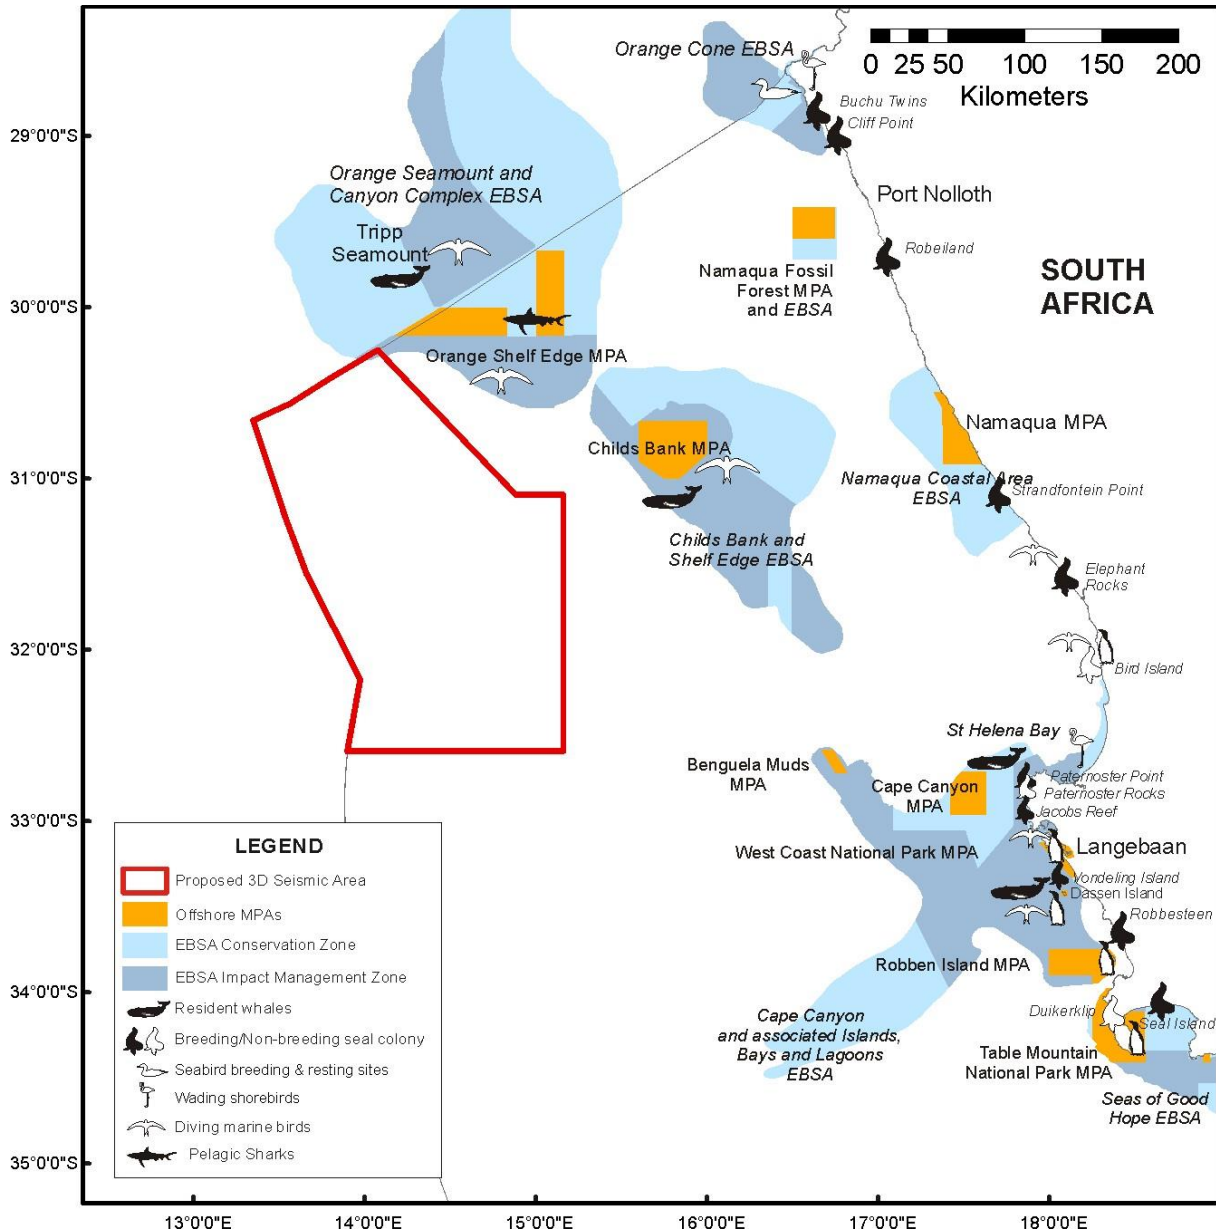 Orange Cone EBSA
0 25 50 100 150 200
Kilometers
Buchu Twins
Cliff Point
29°0'0"S
Orange Seamount and
Canyon Complex EBSA
Port Nolloth
Tripp
Seamount
Robeiland
Namaqua Fossil
Forest MPA
and EBSA
SOUTH
AFRICA
30°0'0"S
Orange Shelf Edge MPA
Namaqua MPA
Childs Bank MPA
31°0'0"S
Namaqua Coastal Area
EBSA
Strandfontein Point
Childs Bank and
Shelf Edge EBSA
Elephant
Rocks
32°0'0"S
Bird Island
St Helena Bay
Benguela Muds
MPA
Cape Canyon
MPA
Paternoster Point
Paternoster Rocks
Jacobs Reef
33°0'0"S
West Coast National Park MPA
Langebaan
Vondeling Island
Dassen Island
Robbesteen
Robben Island MPA
34°0'0"S
Cape Canyon
and associated Islands,
Bays and Lagoons
EBSA
Duikerklip
Seal Island
Table Mountain
National Park MPA
Seas of Good
Hope EBSA
35°0'0"S
LEGEND
Proposed 3D Seismic Area
Offshore MPAs
EBSA Conservation Zone
EBSA Impact Management Zone
Resident whales
Breeding/Non-breeding seal colony
Seabird breeding & resting sites
Wading shorebirds
Diving marine birds
Pelagic Sharks
13°0'0"E 14°0'0"E 15°0'0"E 16°0'0"E 17°0'0"E 18°0'0"E